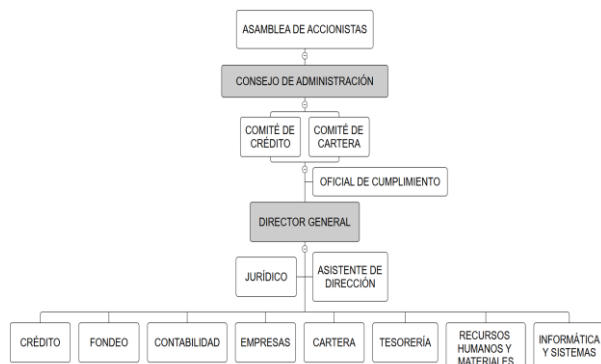 ASAMBLEA DE ACCIONISTAS
CONSEJO DE ADMINISTRACIÓN
COMITÉ DE
CRÉDITO
COMITÉ DE
CARTERA
OFICIAL DE CUMPLIMIENTO
DIRECTOR GENERAL
JURÍDICO
ASISTENTE DE
DIRECCIÓN
CRÉDITO
FONDEO
CONTABILIDAD
EMPRESAS
CARTERA
TESORERÍA
RECURSOS
HUMANOS Y
MATERIALES
INFORMÁTICA
Y SISTEMAS